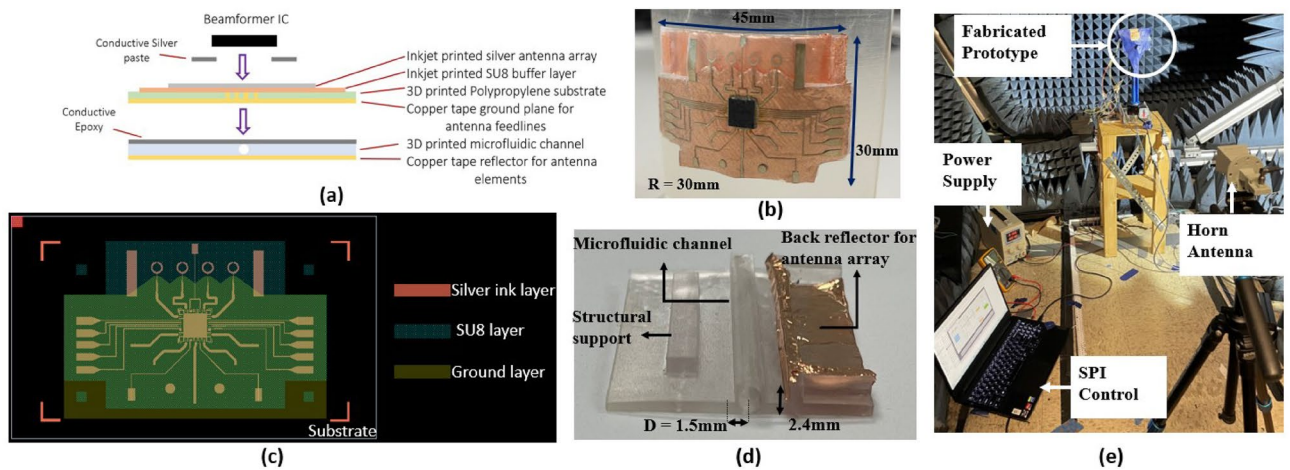 Beamformer IC
Conductive Silver
paste
Inkjet printed silver antenna array
Inkjet printed SU8 buffer layer
3D printed Polypropylene substrate
Copper tape ground plane for
antenna feedlines
Conductive
Epoxy
3D printed microfluidic channel
Copper tape reflector for antenna
elements
(a)
45mm
30mm
R = 30mm
(b)
Silver ink layer
SU8 layer
Ground layer
Substrate
(c)
Microfluidic channel
Back reflector for
antenna array
Structural
support
D = 1.5mm
2.4mm
(d)
Fabricated
Prototype
Power
Supply
Horn
Antenna
SPI
Control
(e)